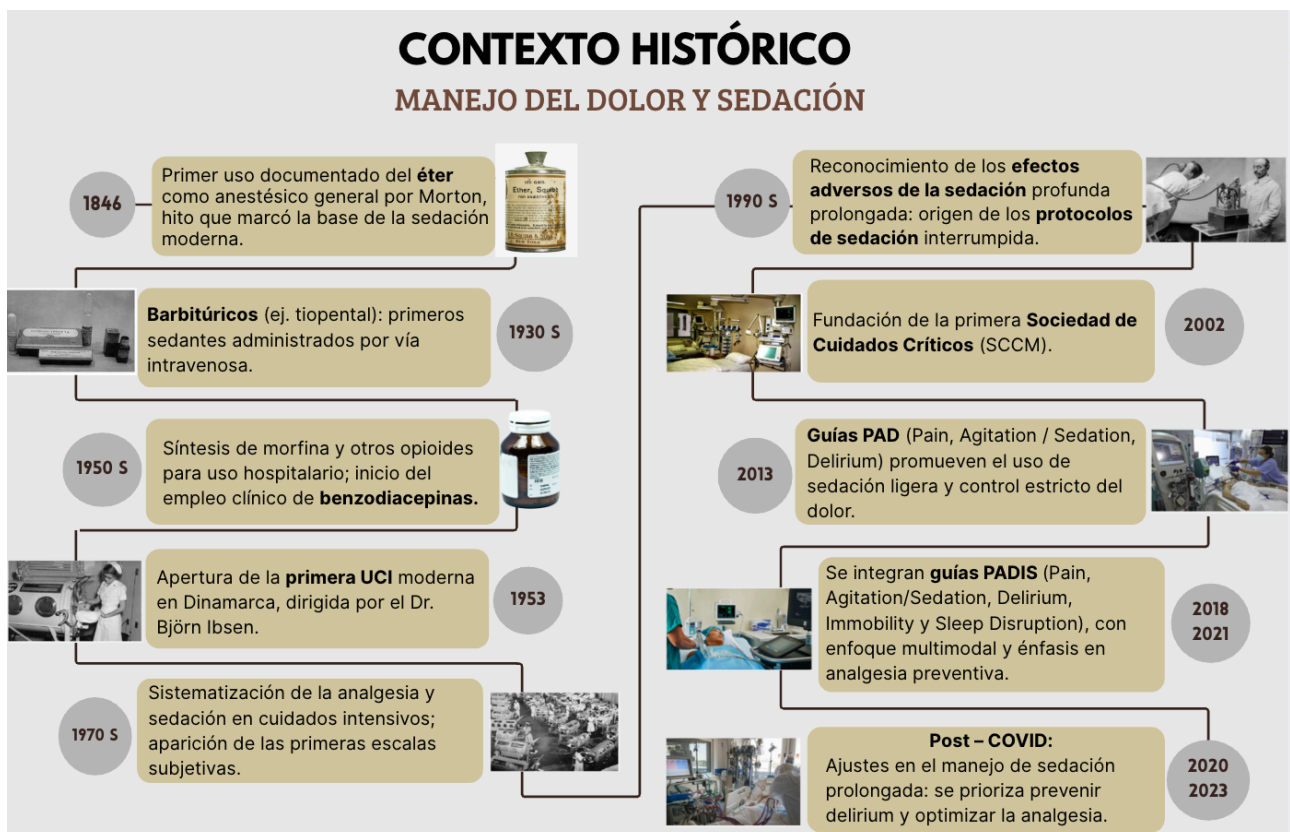 CONTEXTO HISTÓRICO
MANEJO DEL DOLOR Y SEDACIÓN
1846
Primer uso documentado del éter
como anestésico general por Morton,
hito que marcó la base de la sedación
moderna.
Barbitúricos (ej. tiopental): primeros
sedantes administrados por vía
intravenosa.
1930 S
1950 S
Síntesis de morfina y otros opioides
para uso hospitalario; inicio del
empleo clínico de benzodiacepinas.
Apertura de la primera UCI moderna
en Dinamarca, dirigida por el Dr.
Björn Ibsen.
1953
1970 S
Sistematización de la analgesia y
sedación en cuidados intensivos;
aparición de las primeras escalas
subjetivas.
1990 S
Reconocimiento de los efectos
adversos de la sedación profunda
prolongada: origen de los protocolos
de sedación interrumpida.
Fundación de la primera Sociedad de
Cuidados Críticos (SCCM).
2002
2013
Guías PAD (Pain, Agitation / Sedation,
Delirium) promueven el uso de
sedación ligera y control estricto del
dolor.
Se integran guías PADIS (Pain,
Agitation/Sedation, Delirium,
Immobility y Sleep Disruption), con
enfoque multimodal y énfasis en
analgesia preventiva.
2018
2021
Post – COVID:
Ajustes en el manejo de sedación
prolongada: se prioriza prevenir
delirium y optimizar la analgesia.
2020
2023